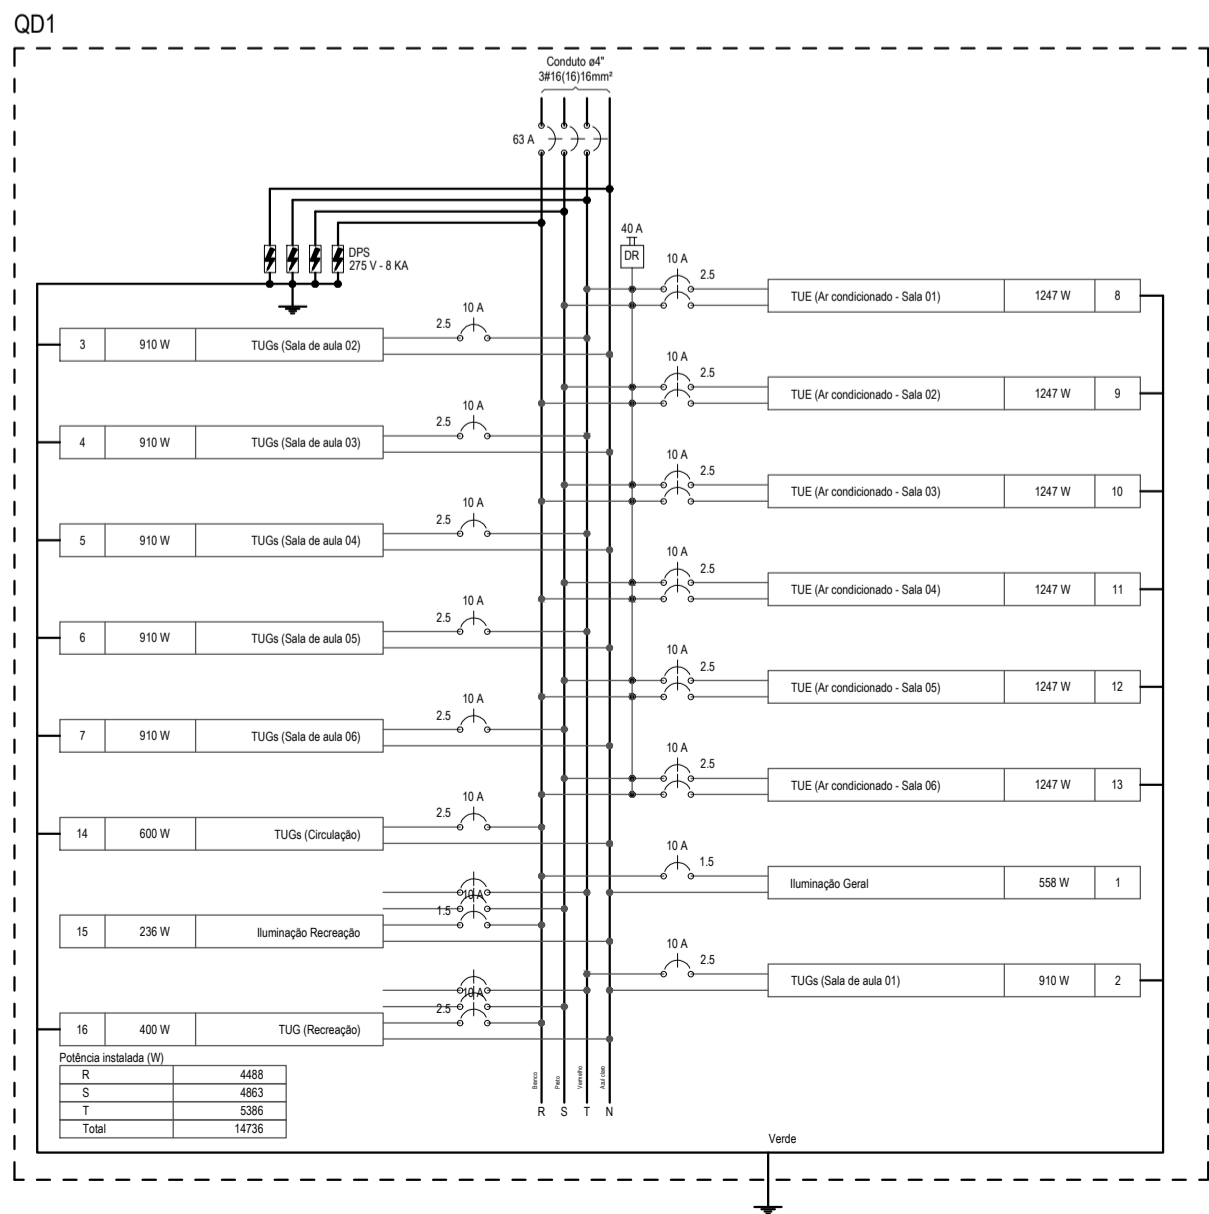 QD1
Conduto ø4"
3#16(16)16mm²
63 A
DPS
275 V - 8 KA
40 A
DR
10 A
2.5
TUE (Ar condicionado - Sala 01)
1247 W
8
10 A
2.5
3
910 W
TUGs (Sala de aula 02)
10 A
2.5
TUE (Ar condicionado - Sala 02)
1247 W
9
10 A
2.5
4
910 W
TUGs (Sala de aula 03)
10 A
2.5
TUE (Ar condicionado - Sala 03)
1247 W
10
10 A
2.5
5
910 W
TUGs (Sala de aula 04)
10 A
2.5
TUE (Ar condicionado - Sala 04)
1247 W
11
10 A
2.5
6
910 W
TUGs (Sala de aula 05)
10 A
2.5
TUE (Ar condicionado - Sala 05)
1247 W
12
10 A
2.5
7
910 W
TUGs (Sala de aula 06)
10 A
2.5
TUE (Ar condicionado - Sala 06)
1247 W
13
10 A
2.5
14
600 W
TUGs (Circulação)
10 A
1.5
Iluminação Geral
558 W
1
10 A
1.5
15
236 W
Iluminação Recreação
10 A
2.5
TUGs (Sala de aula 01)
910 W
2
10 A
2.5
16
400 W
TUG (Recreação)
Potência instalada (W)
R 4488
S 4863
T 5386
Total 14736
Branco
Preto
Vermelho
Azul claro
R S T N
Verde